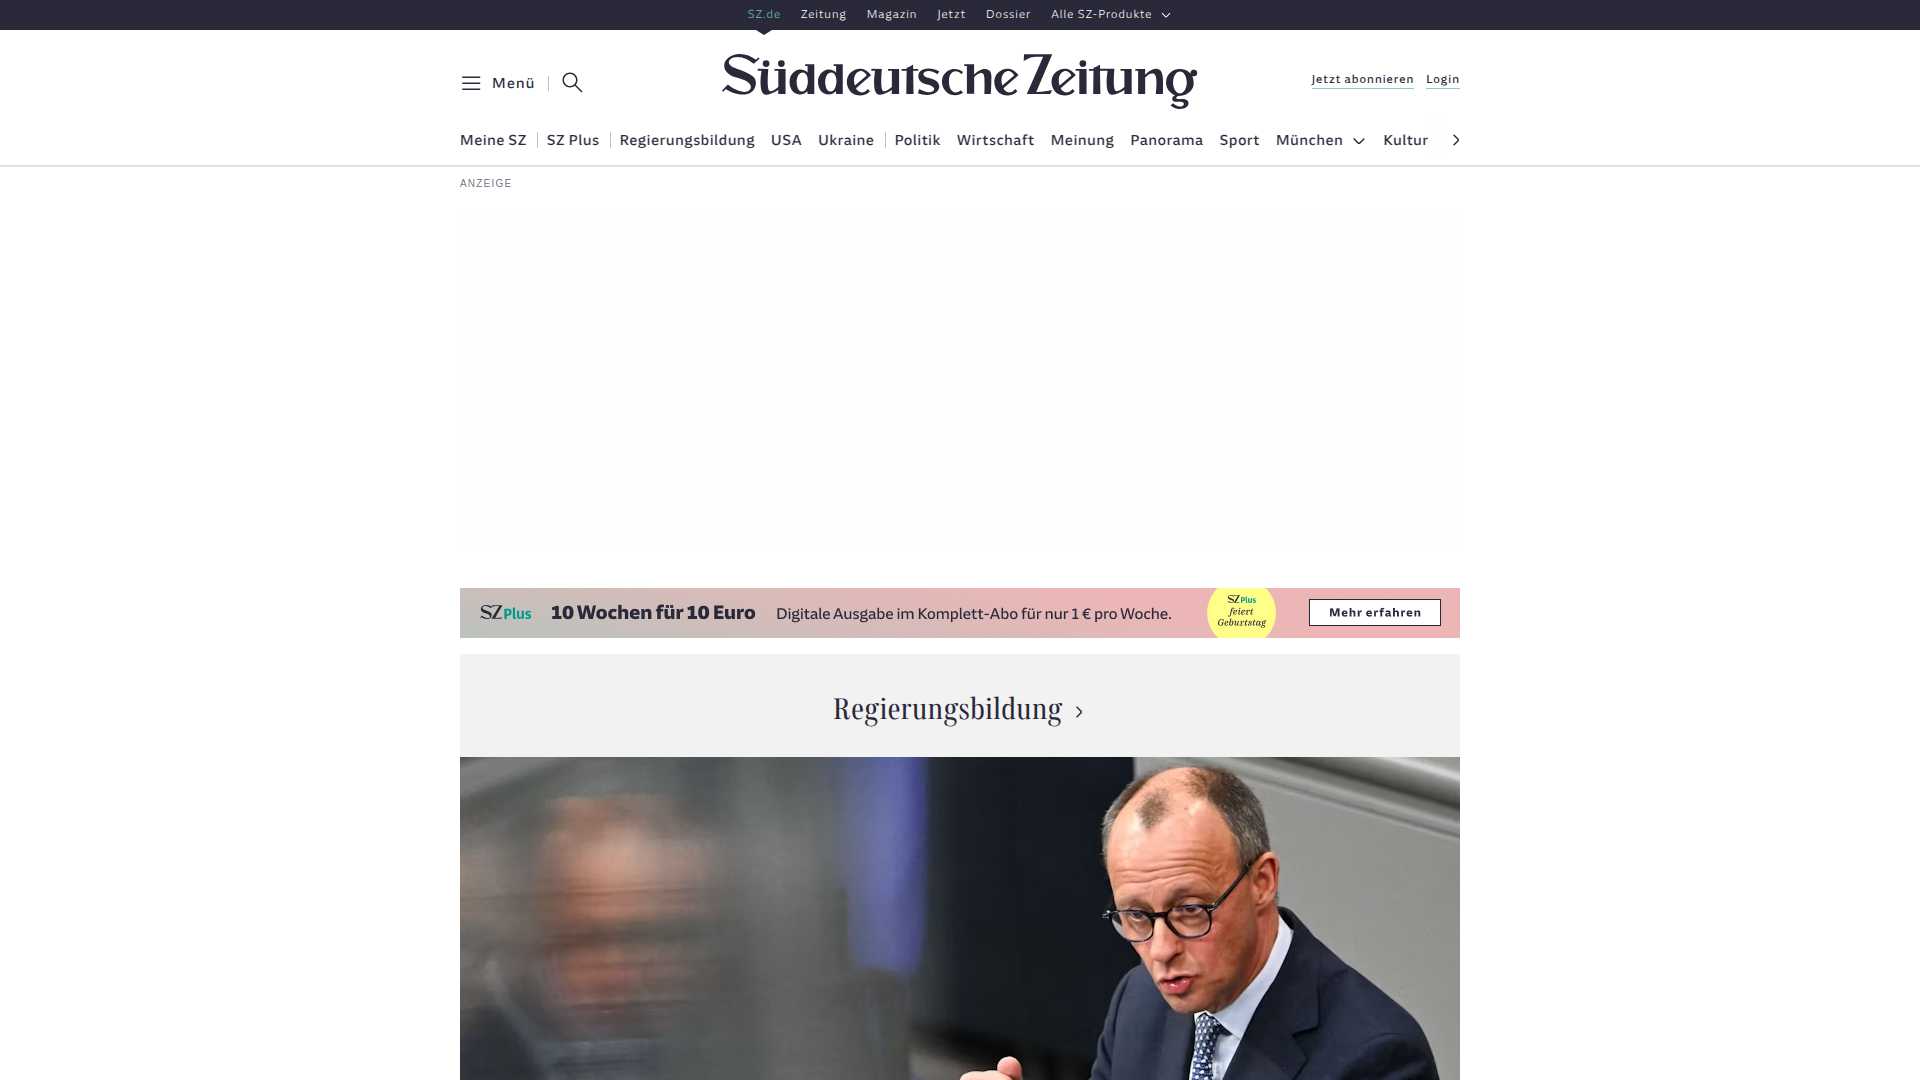 SZ.de Zeitung Magazin Jetzt Dossier Alle SZ-Produkte
Menü
Süddeutsche Zeitung
Jetzt abonnieren Login
Meine SZ SZ Plus Regierungsbildung USA Ukraine Politik Wirtschaft Meinung Panorama Sport München Kultur
ANZEIGE
SZ Plus 10 Wochen für 10 Euro Digitale Ausgabe im Komplett-Abo für nur 1 € pro Woche.
SZ Plus
feiert
Geburtstag
Mehr erfahren
Regierungsbildung